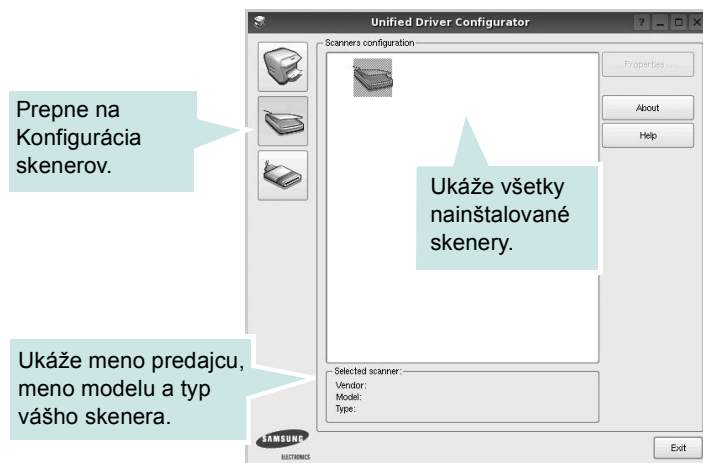 Unified Driver Configurator
Scanners configuration
Properties ...
About
Help
Prepne na
Konfigurácia
skenerov.
Ukáže všetky
nainštalované
skenery.
Ukáže meno predajcu,
meno modelu a typ
vášho skenera.
Selected scanner:
Vendor:
Model:
Type:
SAMSUNG
ELECTRONICS
Exit